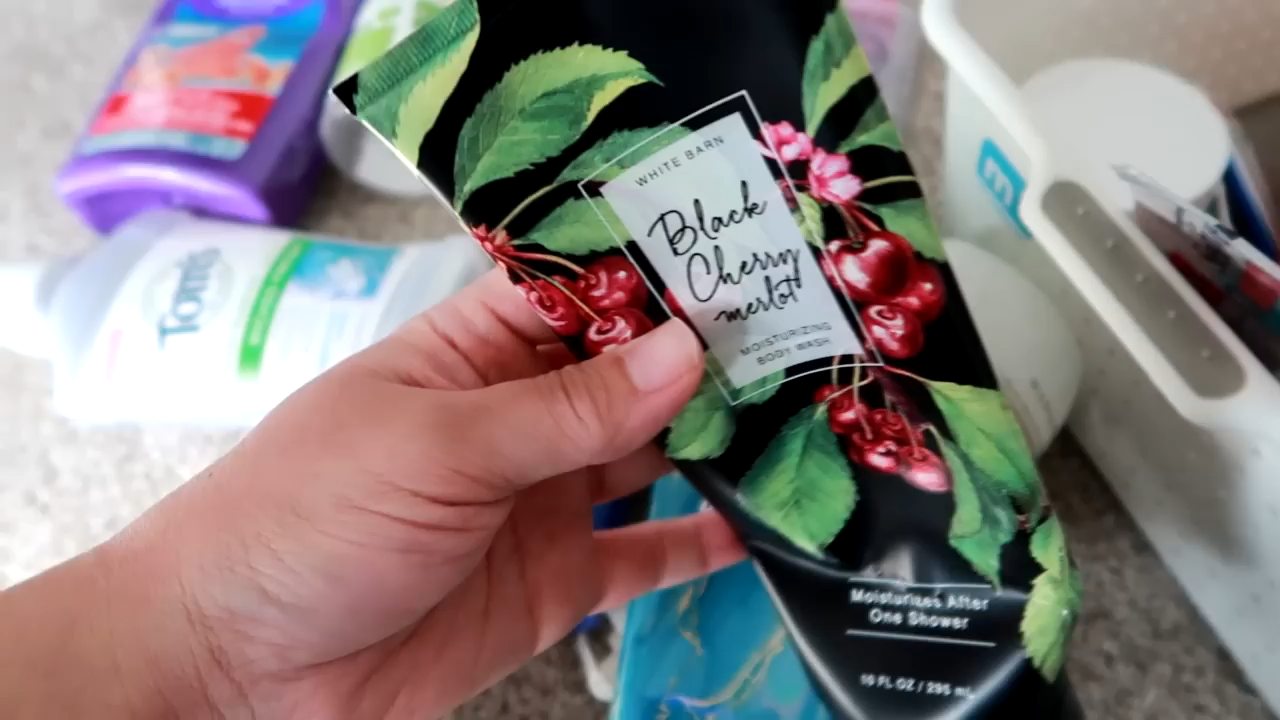 WHITE BARN
Black
Cherry
merlot
MOISTURIZING
BODY WASH
Moisturizes After
One Shower
10 FL OZ / 295 mL
Tom's
m